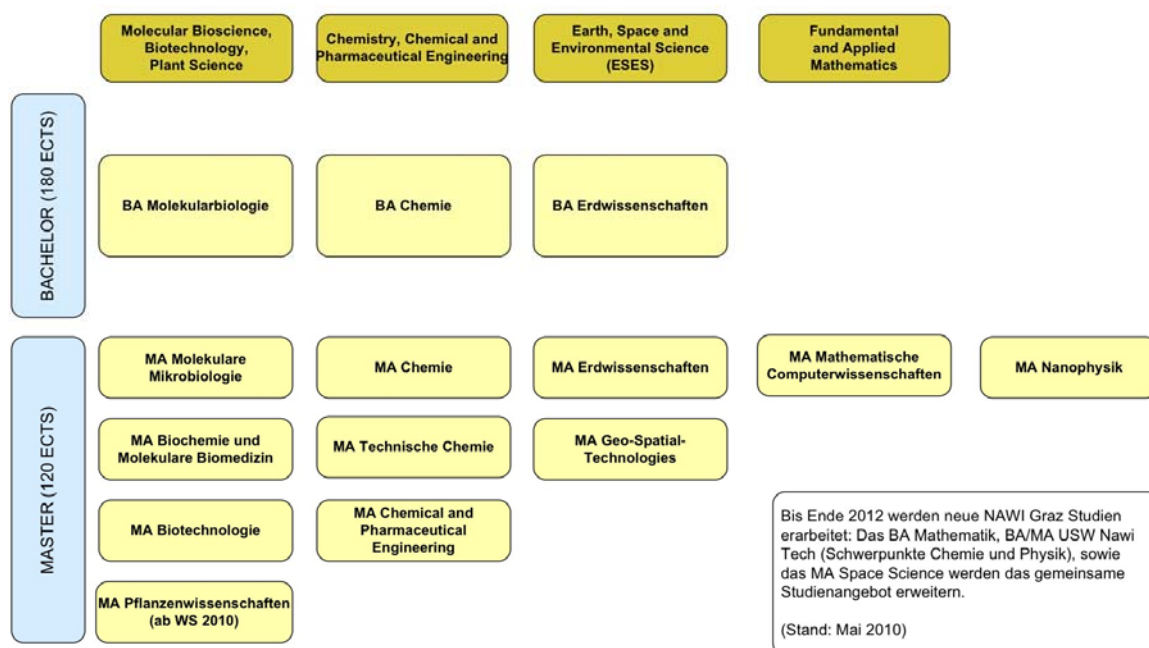 Molecular Bioscience,
Biotechnology,
Plant Science
Chemistry, Chemical and
Pharmaceutical Engineering
Earth, Space and
Environmental Science
(ESES)
Fundamental
and Applied
Mathematics
BACHELOR (180 ECTS)
BA Molekularbiologie
BA Chemie
BA Erdwissenschaften
MASTER (120 ECTS)
MA Molekulare
Mikrobiologie
MA Chemie
MA Erdwissenschaften
MA Mathematische
Computerwissenschaften
MA Nanophysik
MA Biochemie und
Molekulare Biomedizin
MA Technische Chemie
MA Geo-Spatial-
Technologies
MA Biotechnologie
MA Chemical and
Pharmaceutical
Engineering
MA Pflanzenwissenschaften
(ab WS 2010)
Bis Ende 2012 werden neue NAWI Graz Studien
erarbeitet: Das BA Mathematik, BA/MA USW Nawi
Tech (Schwerpunkte Chemie und Physik), sowie
das MA Space Science werden das gemeinsame
Studienangebot erweitern.
(Stand: Mai 2010)